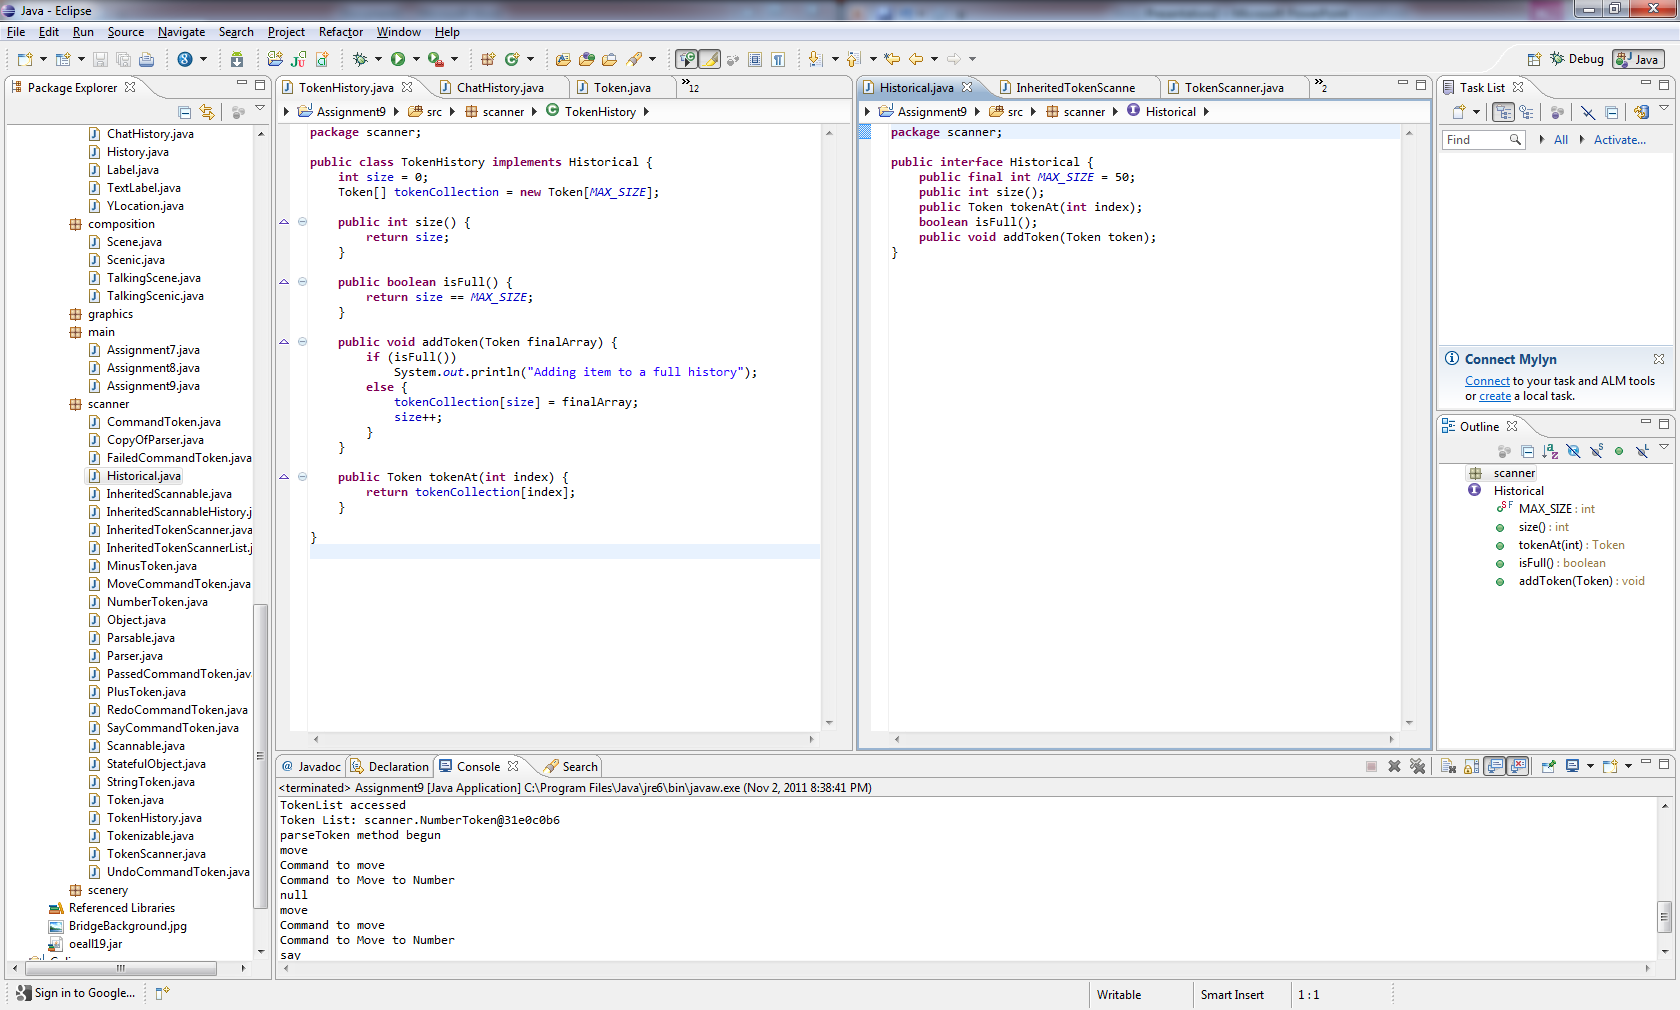 Java - Eclipse
File Edit Run Source Navigate Search Project Refactor Window Help
Debug Java
Package Explorer
ChatHistory.java
History.java
Label.java
TextLabel.java
YLocation.java
composition
Scene.java
Scenic.java
TalkingScene.java
TalkingScenic.java
graphics
main
Assignment7.java
Assignment8.java
Assignment9.java
scanner
CommandToken.java
CopyOfParser.java
FailedCommandToken.java
Historical.java
InheritedScannable.java
InheritedScannableHistory.j
InheritedTokenScanner.java
InheritedTokenScannerList.j
MinusToken.java
MoveCommandToken.java
NumberToken.java
Object.java
Parsable.java
Parser.java
PassedCommandToken.jav
PlusToken.java
RedoCommandToken.java
SayCommandToken.java
Scannable.java
StatefulObject.java
StringToken.java
Token.java
TokenHistory.java
Tokenizable.java
TokenScanner.java
UndoCommandToken.java
scenery
Referenced Libraries
BridgeBackground.jpg
oeall19.jar
TokenHistory.java ChatHistory.java Token.java »12
Assignment9 src scanner TokenHistory
package scanner;
public class TokenHistory implements Historical {
int size = 0;
Token[] tokenCollection = new Token[MAX_SIZE];
public int size() {
return size;
}
public boolean isFull() {
return size == MAX_SIZE;
}
public void addToken(Token finalArray) {
if (isFull())
System.out.println("Adding item to a full history");
else {
tokenCollection[size] = finalArray;
size++;
}
}
public Token tokenAt(int index) {
return tokenCollection[index];
}
}
Historical.java InheritedTokenScanne TokenScanner.java »2
Assignment9 src scanner Historical
package scanner;
public interface Historical {
public final int MAX_SIZE = 50;
public int size();
public Token tokenAt(int index);
boolean isFull();
public void addToken(Token token);
}
Task List
Find All Activate...
Connect Mylyn
Connect to your task and ALM tools
or create a local task.
Outline
scanner
Historical
MAX_SIZE : int
size() : int
tokenAt(int) : Token
isFull() : boolean
addToken(Token) : void
@ Javadoc Declaration Console Search
<terminated> Assignment9 [Java Application] C:\Program Files\Java\jre6\bin\javaw.exe (Nov 2, 2011 8:38:41 PM)
TokenList accessed
Token List: scanner.NumberToken@31e0c0b6
parseToken method begun
move
Command to move
Command to Move to Number
null
move
Command to move
Command to Move to Number
say
Sign in to Google... Writable Smart Insert 1 : 1